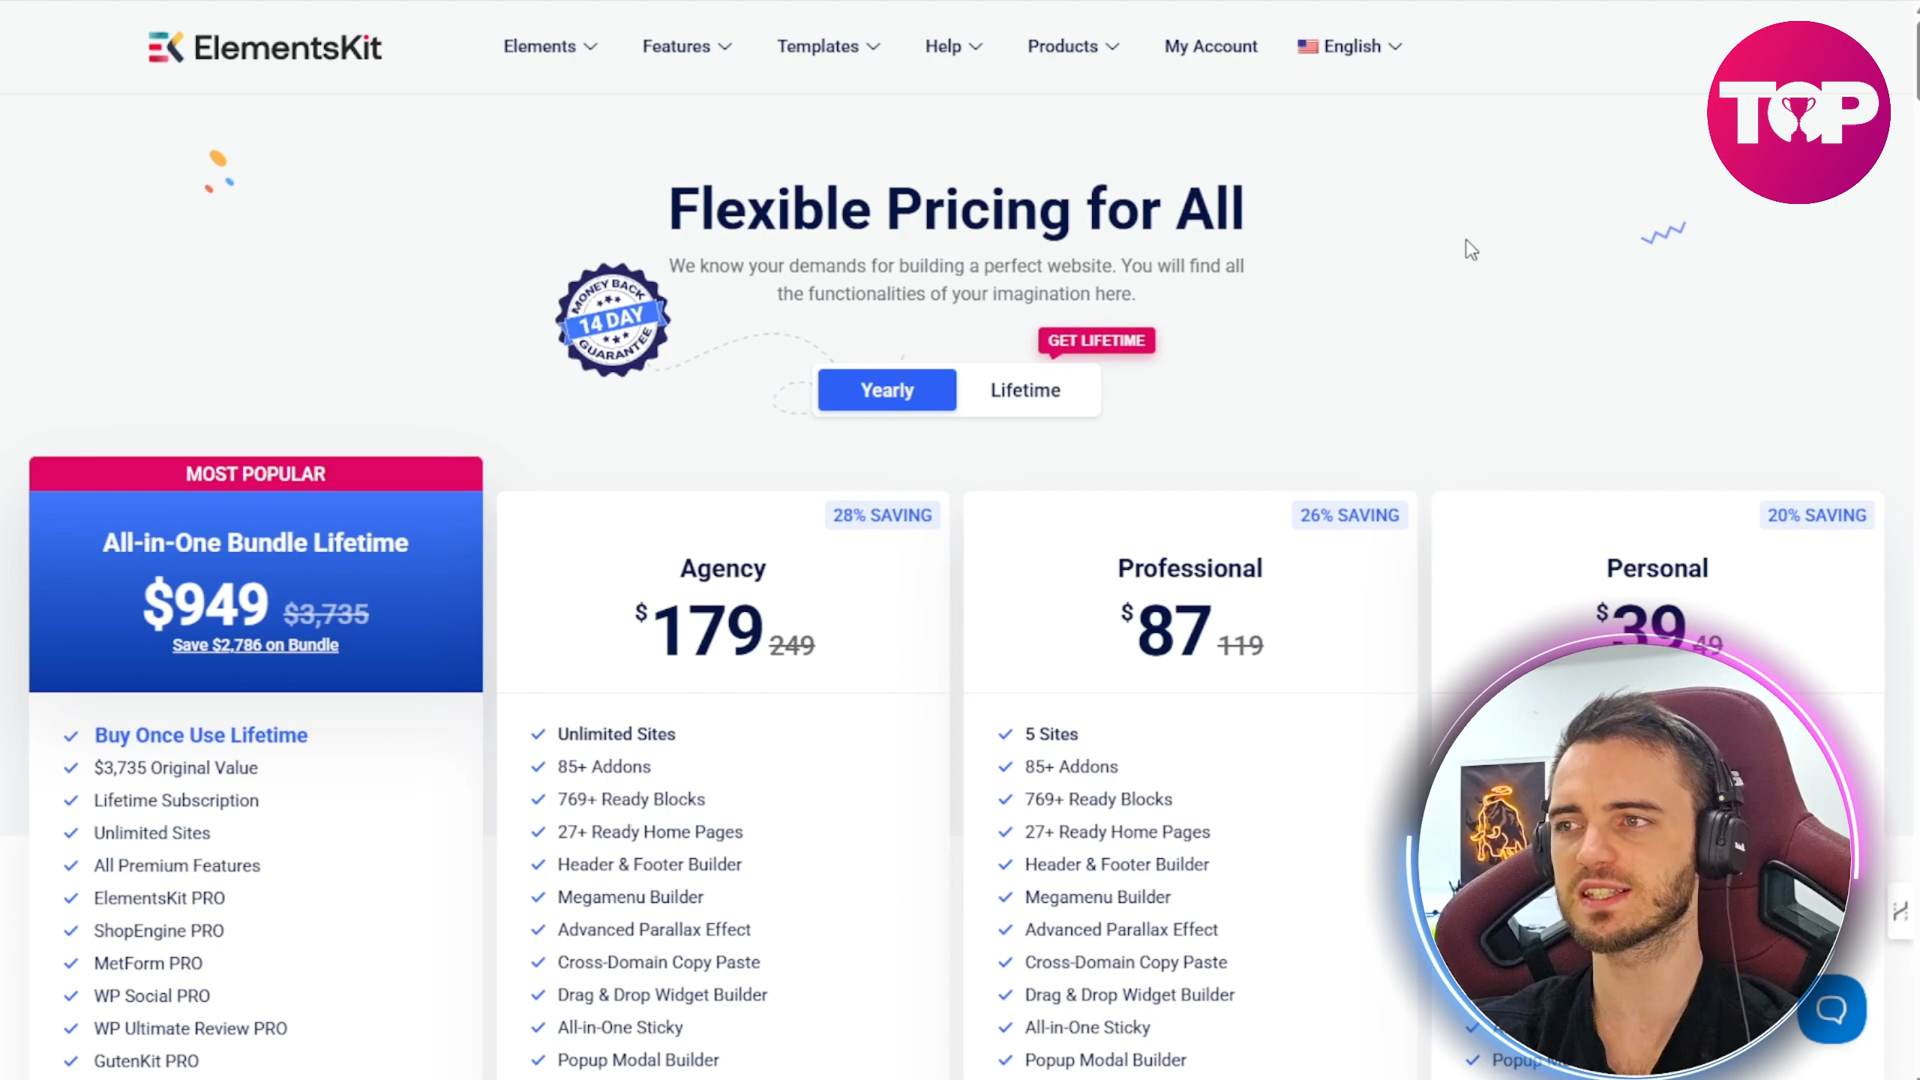 ElementsKit
Elements
Features
Templates
Help
Products
My Account
English
TOP
Flexible Pricing for All
We know your demands for building a perfect website. You will find all
the functionalities of your imagination here.
MONEY BACK
14 DAY
GUARANTEE
GET LIFETIME
Yearly
Lifetime
MOST POPULAR
All-in-One Bundle Lifetime
$949 $3,735
Save $2,786 on Bundle
Buy Once Use Lifetime
$3,735 Original Value
Lifetime Subscription
Unlimited Sites
All Premium Features
ElementsKit PRO
ShopEngine PRO
MetForm PRO
WP Social PRO
WP Ultimate Review PRO
GutenKit PRO
28% SAVING
Agency
$179 249
Unlimited Sites
85+ Addons
769+ Ready Blocks
27+ Ready Home Pages
Header & Footer Builder
Megamenu Builder
Advanced Parallax Effect
Cross-Domain Copy Paste
Drag & Drop Widget Builder
All-in-One Sticky
Popup Modal Builder
26% SAVING
Professional
$87 119
5 Sites
85+ Addons
769+ Ready Blocks
27+ Ready Home Pages
Header & Footer Builder
Megamenu Builder
Advanced Parallax Effect
Cross-Domain Copy Paste
Drag & Drop Widget Builder
All-in-One Sticky
Popup Modal Builder
20% SAVING
Personal
$39 49
Popup